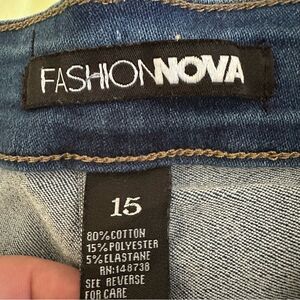 FASHIONNOVA
15
80%COTTON
15%POLYESTER
5%ELASTANE
RN:148738
SEE REVERSE
FOR CARE